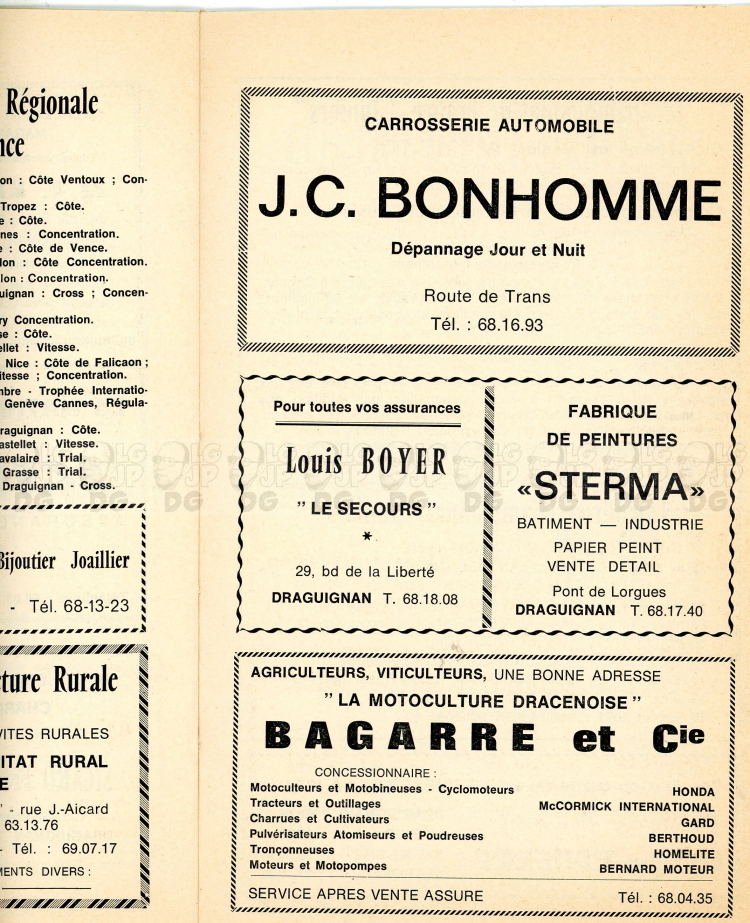 Régionale
on : Côte Ventoux ; Con-
Tropez : Côte.
e : Côte.
nes : Concentration.
e : Côte de Vence.
lon : Côte Concentration.
lon : Concentration.
uignan : Cross ; Concen-
ry Concentration.
se : Côte.
ellet : Vitesse.
Nice : Côte de Falicaon ;
itesse ; Concentration.
mbre - Trophée Internatio-
Genève Cannes, Régula-
raguignan : Côte.
astellet : Vitesse.
avalaire : Trial.
Grasse : Trial.
Draguignan - Cross.
Bijoutier Joaillier
- Tél. 68-13-23
cture Rurale
VITES RURALES
ITAT RURAL
E
" - rue J.-Aicard
63.13.76
- Tél. : 69.07.17
MENTS DIVERS :
CARROSSERIE AUTOMOBILE
J.C. BONHOMME
Dépannage Jour et Nuit
Route de Trans
Tél. : 68.16.93
Pour toutes vos assurances
Louis BOYER
" LE SECOURS "
*
29, bd de la Liberté
DRAGUIGNAN T. 68.18.08
FABRIQUE
DE PEINTURES
«STERMA»
BATIMENT — INDUSTRIE
PAPIER PEINT
VENTE DETAIL
Pont de Lorgues
DRAGUIGNAN T. 68.17.40
AGRICULTEURS, VITICULTEURS, UNE BONNE ADRESSE
" LA MOTOCULTURE DRACENOISE "
BAGARRE et Cie
CONCESSIONNAIRE :
Motoculteurs et Motobineuses - Cyclomoteurs HONDA
Tracteurs et Outillages McCORMICK INTERNATIONAL
Charrues et Cultivateurs GARD
Pulvérisateurs Atomiseurs et Poudreuses BERTHOUD
Tronçonneuses HOMELITE
Moteurs et Motopompes BERNARD MOTEUR
SERVICE APRES VENTE ASSURE Tél. : 68.04.35